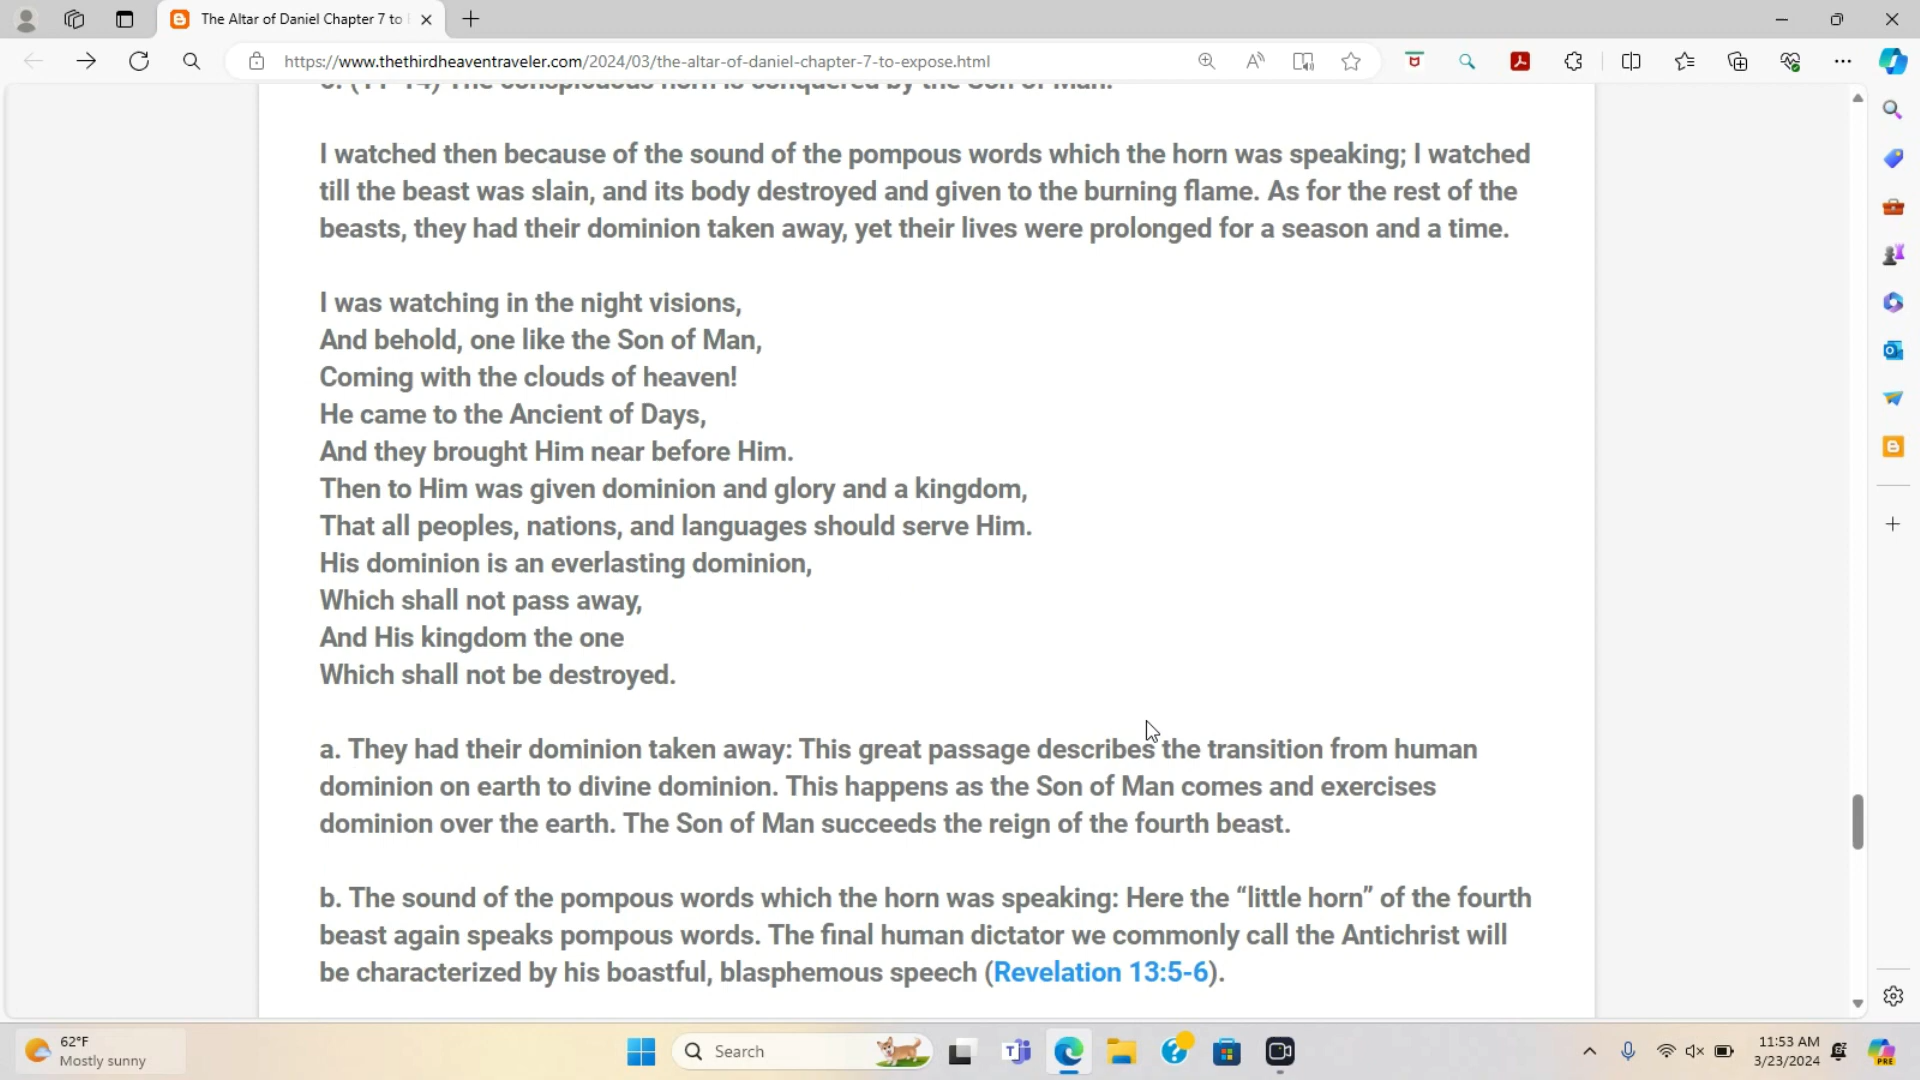 The Altar of Daniel Chapter 7 to
https://www.thethirdheaventraveler.com/2024/03/the-altar-of-daniel-chapter-7-to-expose.html
(11-14) The conspicuous horn is conquered by the Son of Man.
I watched then because of the sound of the pompous words which the horn was speaking; I watched
till the beast was slain, and its body destroyed and given to the burning flame. As for the rest of the
beasts, they had their dominion taken away, yet their lives were prolonged for a season and a time.
I was watching in the night visions,
And behold, one like the Son of Man,
Coming with the clouds of heaven!
He came to the Ancient of Days,
And they brought Him near before Him.
Then to Him was given dominion and glory and a kingdom,
That all peoples, nations, and languages should serve Him.
His dominion is an everlasting dominion,
Which shall not pass away,
And His kingdom the one
Which shall not be destroyed.
a. They had their dominion taken away: This great passage describes the transition from human
dominion on earth to divine dominion. This happens as the Son of Man comes and exercises
dominion over the earth. The Son of Man succeeds the reign of the fourth beast.
b. The sound of the pompous words which the horn was speaking: Here the “little horn” of the fourth
beast again speaks pompous words. The final human dictator we commonly call the Antichrist will
be characterized by his boastful, blasphemous speech (Revelation 13:5-6).
62°F
Mostly sunny
Search
11:53 AM
3/23/2024
PRE